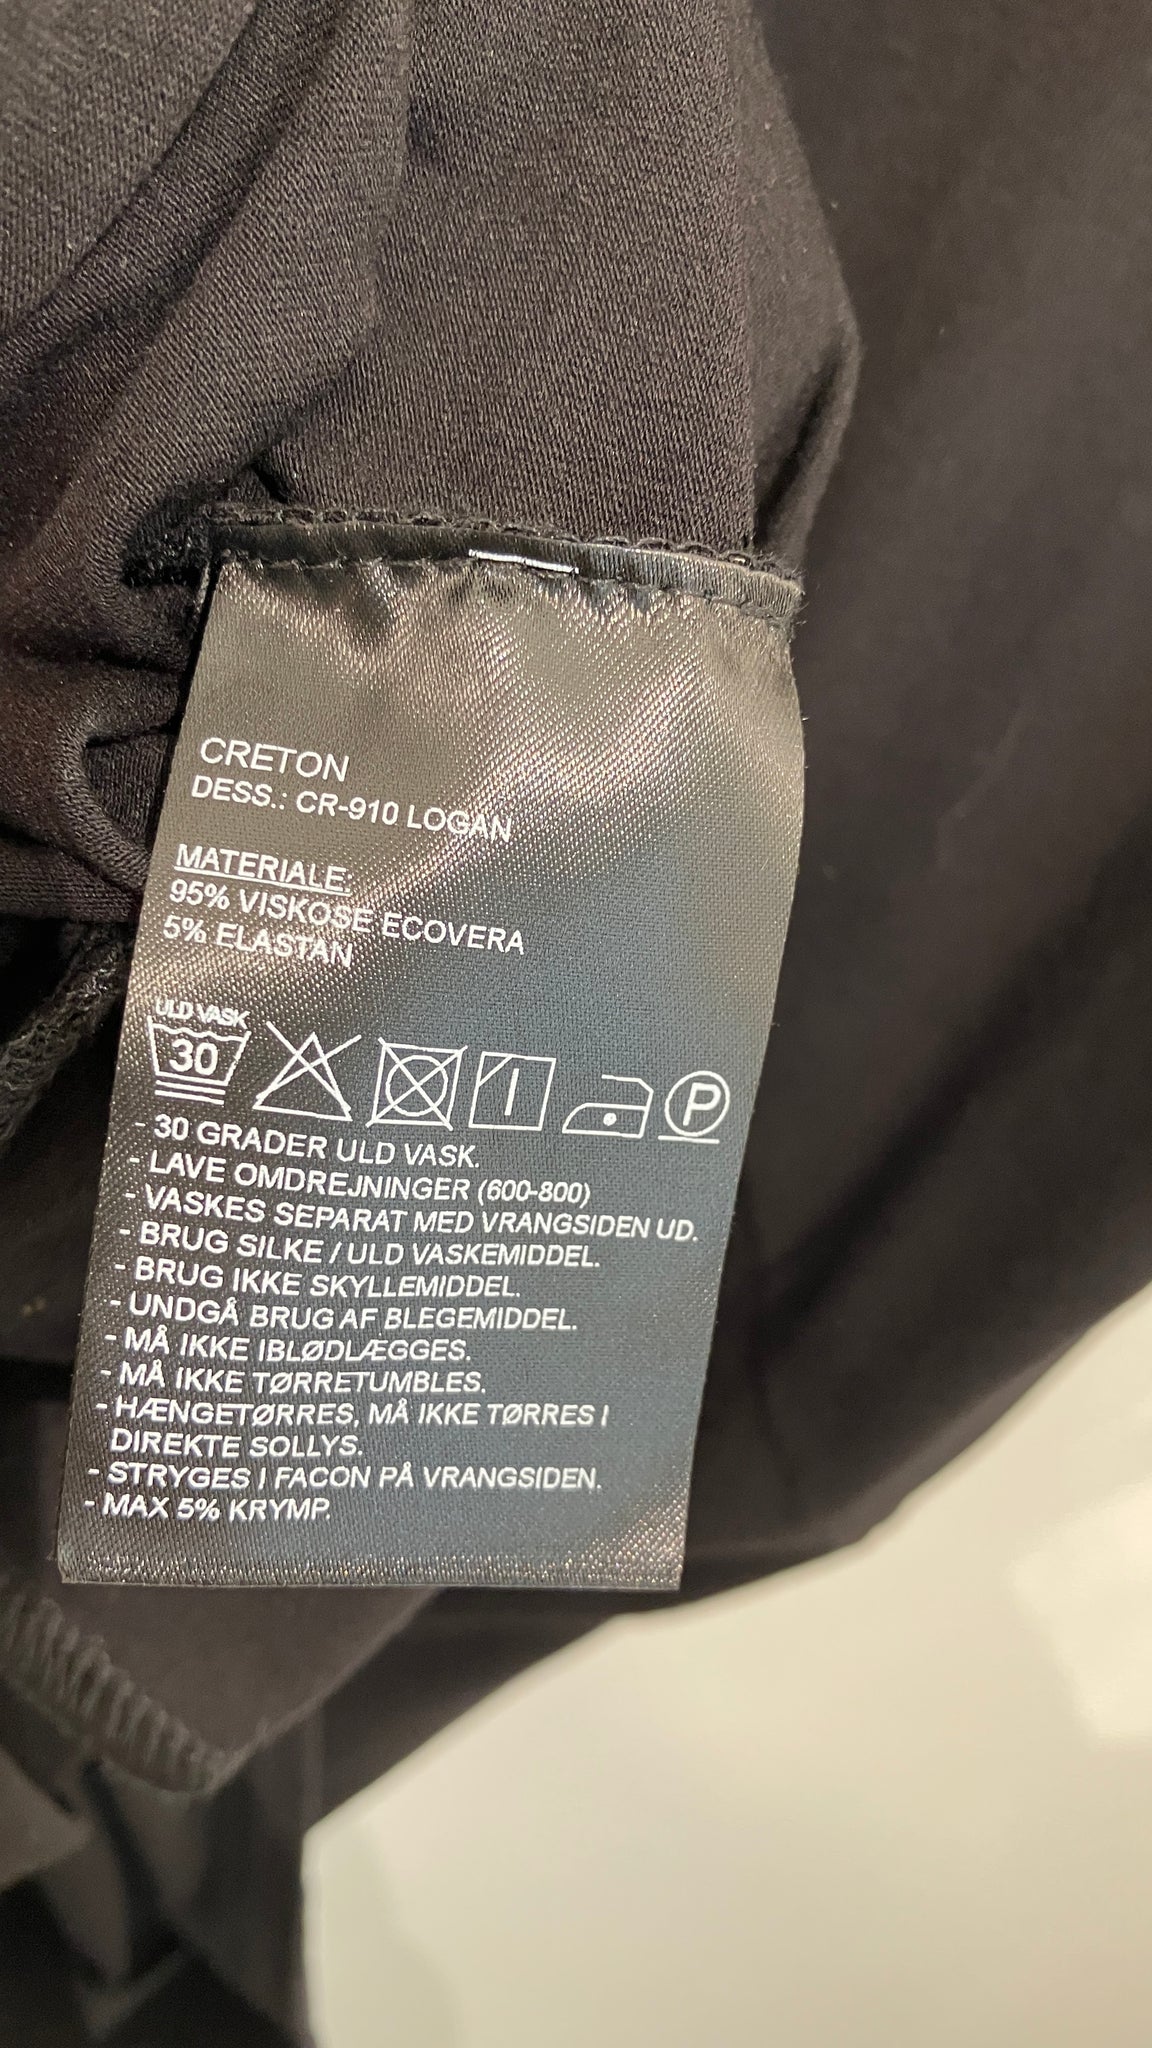 CRETON
DESS.: CR-910 LOGAN
MATERIALE:
95% VISKOSE ECOVERA
5% ELASTAN
ULD VASK
30
P
- 30 GRADER ULD VASK.
- LAVE OMDREJNINGER (600-800)
- VASKES SEPARAT MED VRANGSIDEN UD.
- BRUG SILKE / ULD VASKEMIDDEL.
- BRUG IKKE SKYLLEMIDDEL.
- UNDGÅ BRUG AF BLEGEMIDDEL.
- MÅ IKKE IBLØDLÆGGES.
- MÅ IKKE TØRRETUMBLES.
- HÆNGETØRRES, MÅ IKKE TØRRES I
DIREKTE SOLLYS.
- STRYGES I FACON PÅ VRANGSIDEN.
- MAX 5% KRYMP.